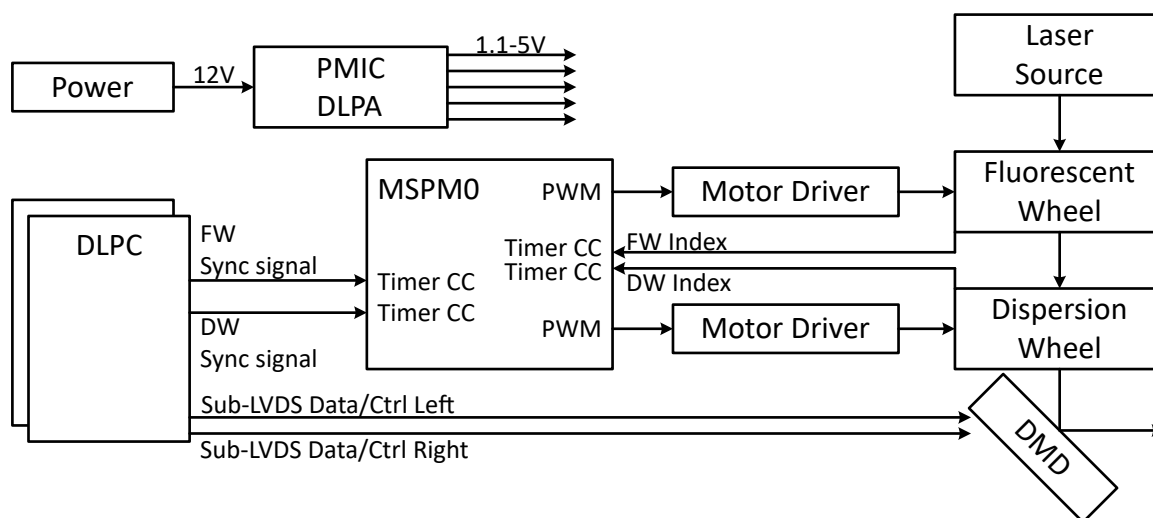 Power
12V
PMIC
DLPA
1.1-5V
Laser
Source
DLPC
FW
Sync signal
DW
Sync signal
MSPM0
PWM
Timer CC
Timer CC
Timer CC
Timer CC
PWM
Motor Driver
FW Index
DW Index
Motor Driver
Fluorescent
Wheel
Dispersion
Wheel
Sub-LVDS Data/Ctrl Left
Sub-LVDS Data/Ctrl Right
DMD